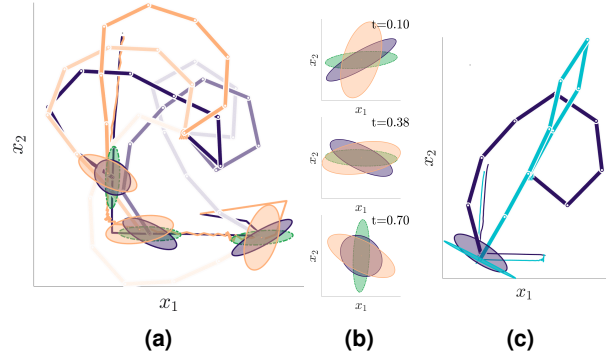 x₂
x₁
(a)
t=0.10
x₂
x₁
t=0.38
x₂
x₁
t=0.70
x₂
x₁
(b)
x₂
x₁
(c)